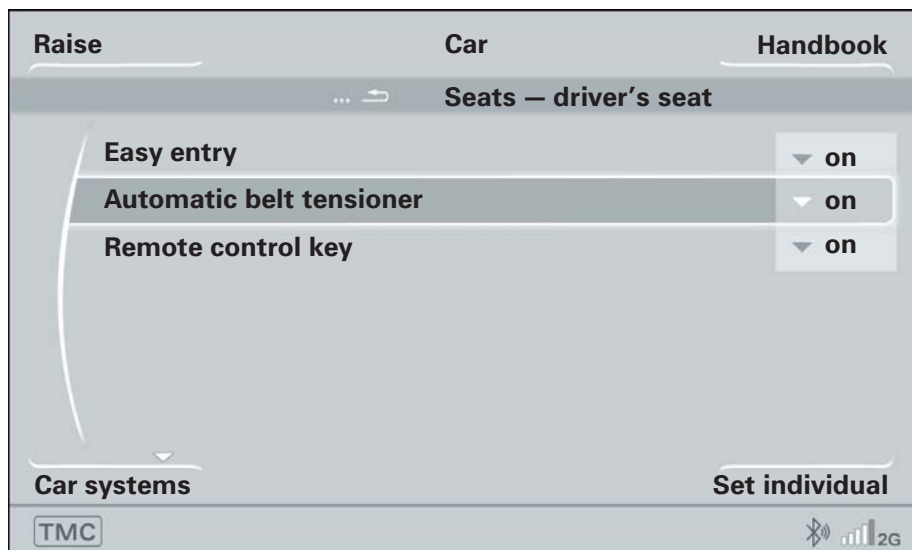 Raise Car Handbook
... Seats — driver's seat
Easy entry on
Automatic belt tensioner on
Remote control key on
Car systems Set individual
TMC 2G